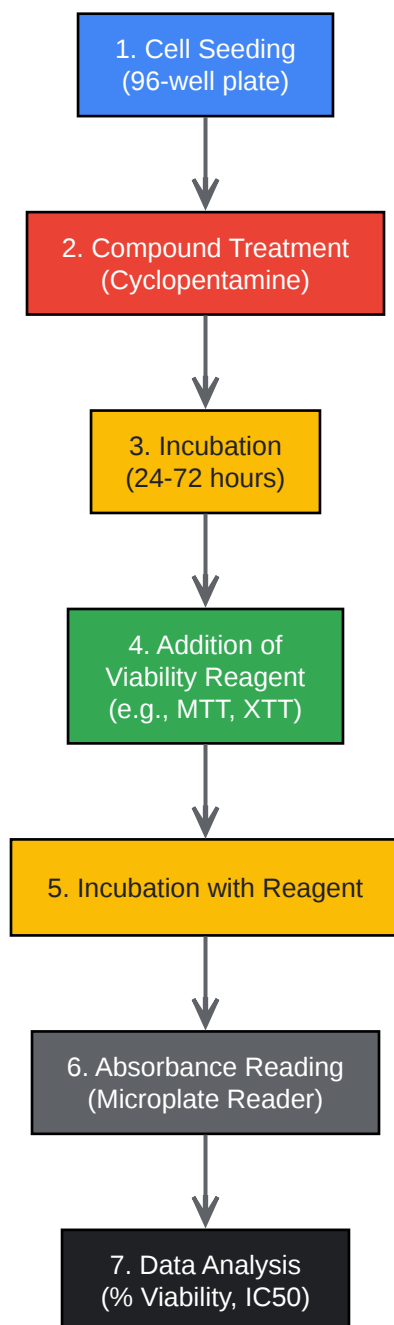 1. Cell Seeding
(96-well plate)
2. Compound Treatment
(Cyclopentamine)
3. Incubation
(24-72 hours)
4. Addition of
Viability Reagent
(e.g., MTT, XTT)
5. Incubation with Reagent
6. Absorbance Reading
(Microplate Reader)
7. Data Analysis
(% Viability, IC50)